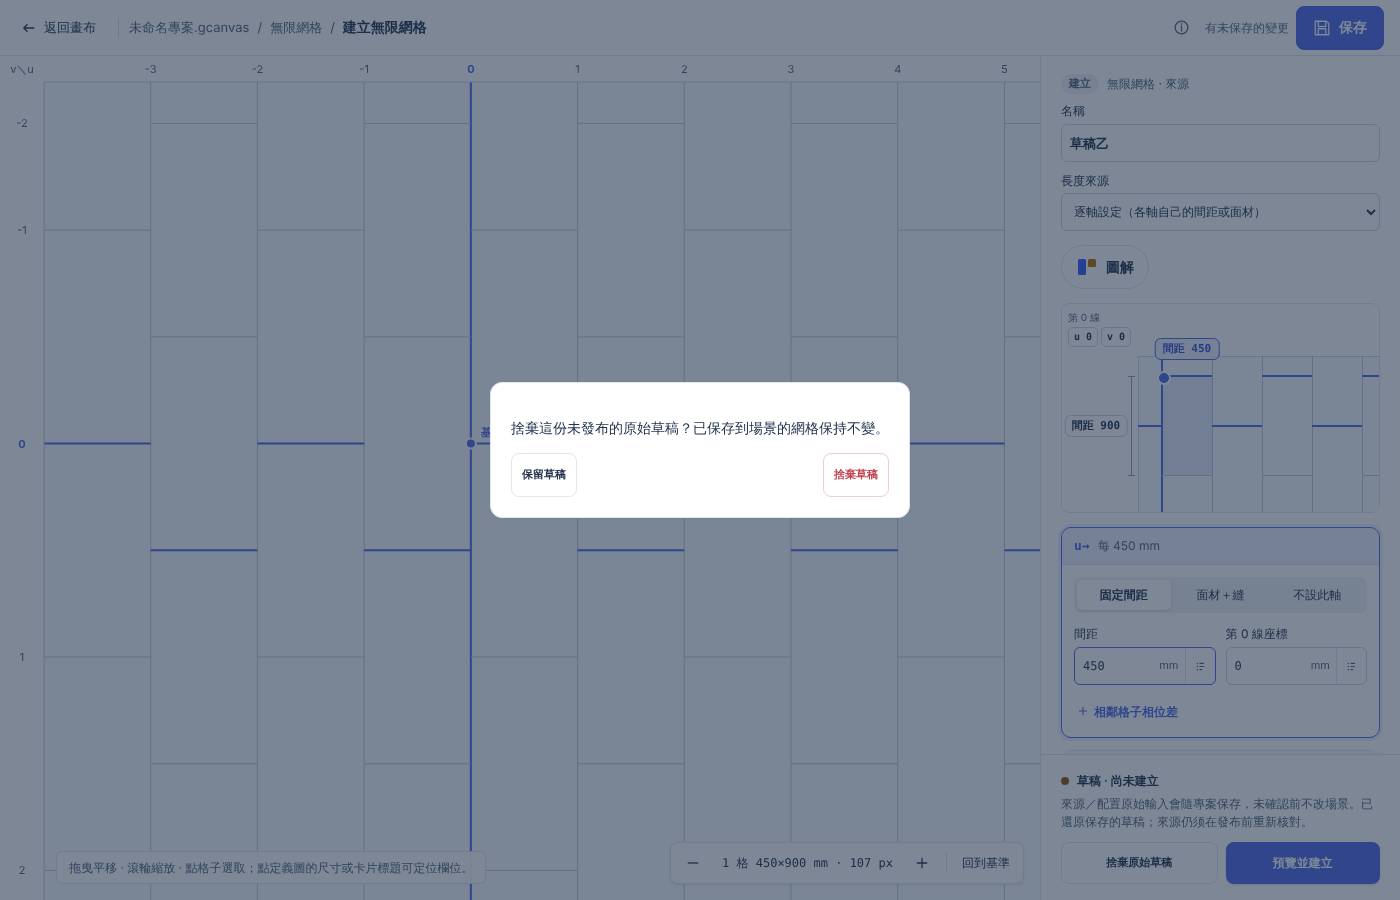 返回畫布
未命名專案.gcanvas / 無限網格 / 建立無限網格
有未保存的變更
保存
v＼u
-3 -2 -1 0 1 2 3 4 5
-2
-1
0
1
2
捨棄這份未發布的原始草稿？已保存到場景的網格保持不變。
保留草稿
捨棄草稿
拖曳平移 · 滾輪縮放 · 點格子選取；點定義圖的尺寸或卡片標題可定位欄位。
− 1 格 450×900 mm · 107 px + 回到基準
建立 無限網格 · 來源
名稱
草稿乙
長度來源
逐軸設定（各軸自己的間距或面材）
圖解
第 0 線
u 0 v 0
間距 450
間距 900
u→ 每 450 mm
固定間距 面材＋縫 不設此軸
間距 第 0 線座標
450 mm 0 mm
+ 相鄰格子相位差
草稿 · 尚未建立
來源／配置原始輸入會隨專案保存，未確認前不改場景。已
還原保存的草稿；來源仍須在發布前重新核對。
捨棄原始草稿
預覽並建立